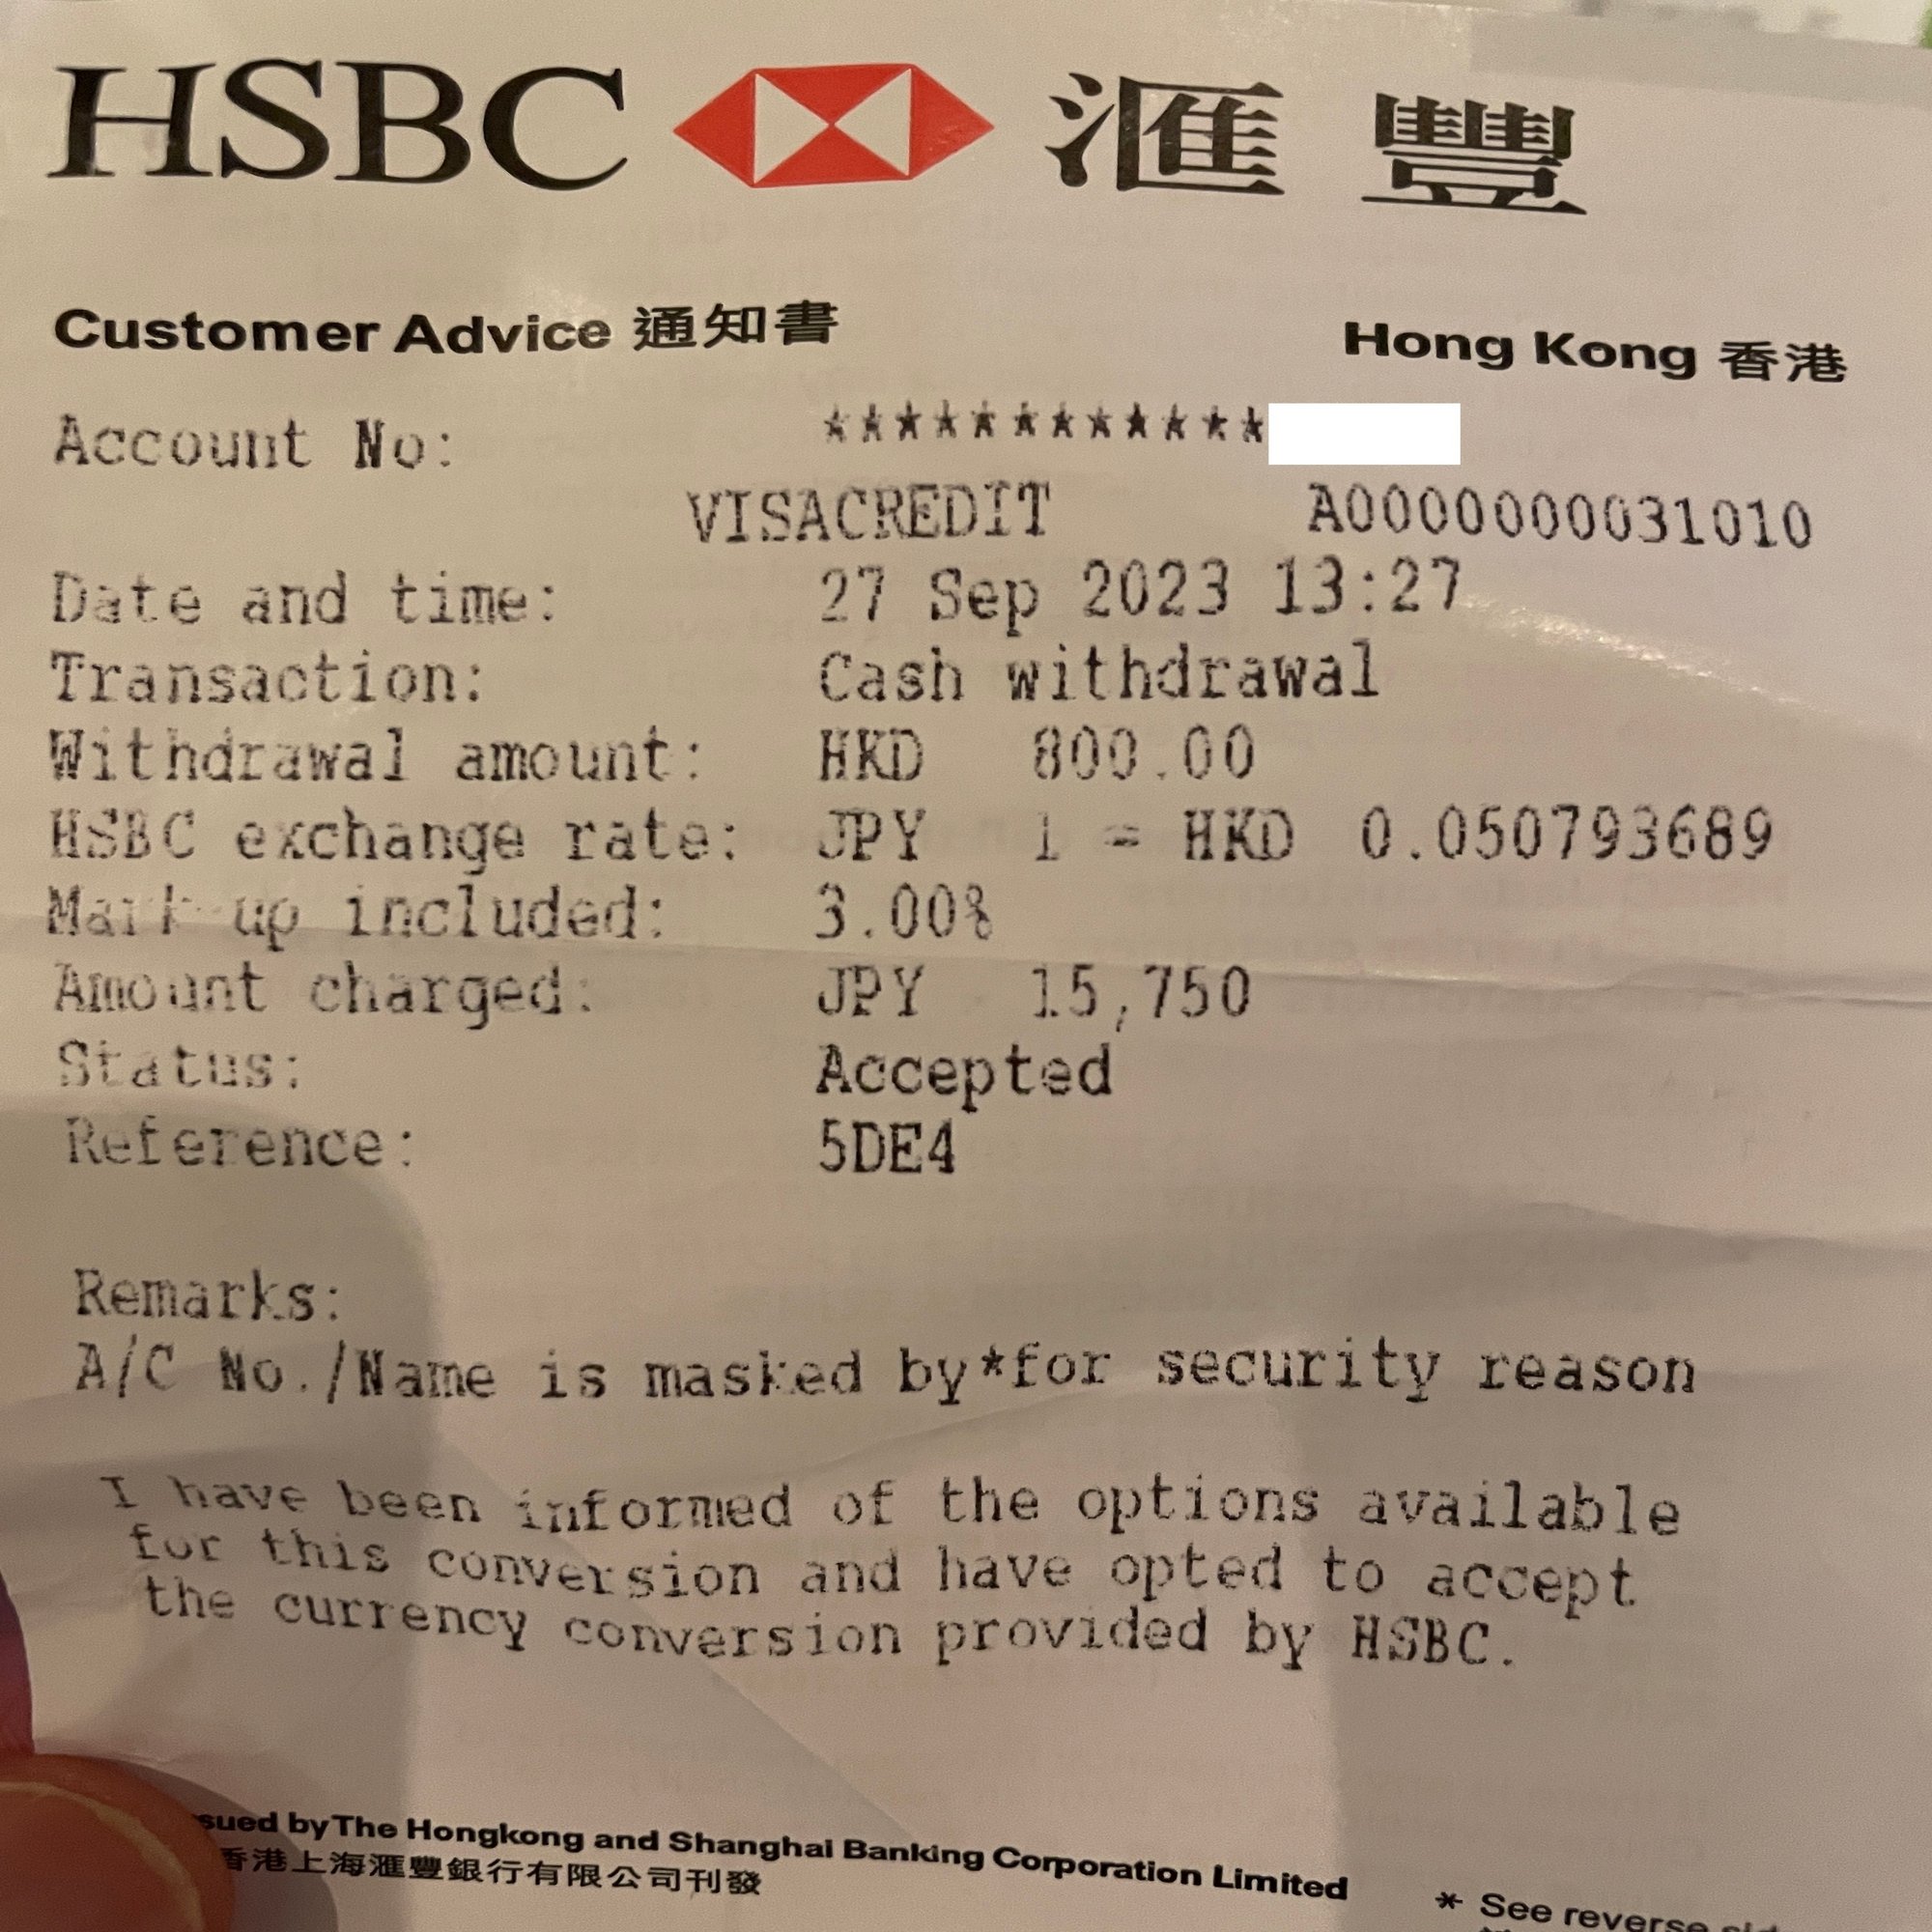 HSBC 滙豐
Customer Advice 通知書 Hong Kong 香港
Account No: ************
VISACREDIT A0000000031010
Date and time: 27 Sep 2023 13:27
Transaction: Cash withdrawal
Withdrawal amount: HKD 800.00
HSBC exchange rate: JPY 1 = HKD 0.050793689
Mark-up included: 3.00%
Amount charged: JPY 15,750
Status: Accepted
Reference: 5DE4
Remarks:
A/C No./Name is masked by*for security reason
I have been informed of the options available
for this conversion and have opted to accept
the currency conversion provided by HSBC.
sued by The Hongkong and Shanghai Banking Corporation Limited
香港上海滙豐銀行有限公司刊發
* See reverse